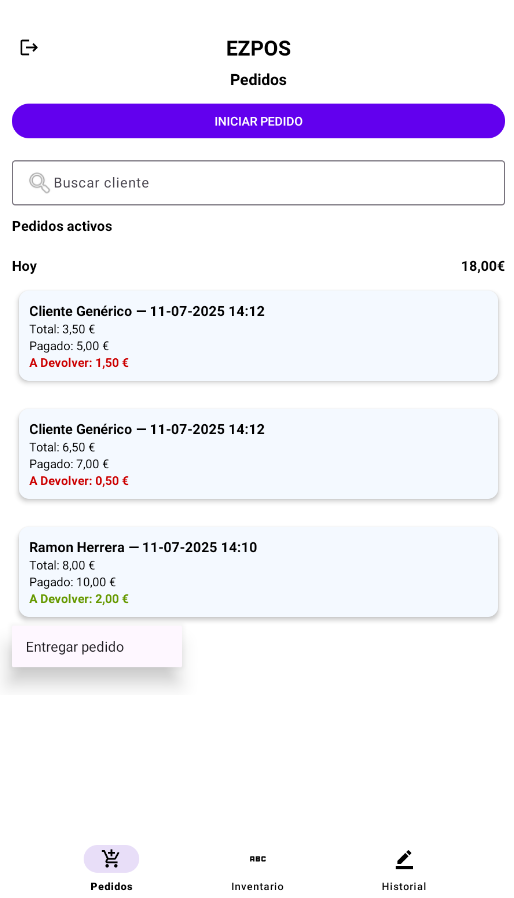 EZPOS
Pedidos
INICIAR PEDIDO
Buscar cliente
Pedidos activos
Hoy 18,00€
Cliente Genérico — 11-07-2025 14:12
Total: 3,50 €
Pagado: 5,00 €
A Devolver: 1,50 €
Cliente Genérico — 11-07-2025 14:12
Total: 6,50 €
Pagado: 7,00 €
A Devolver: 0,50 €
Ramon Herrera — 11-07-2025 14:10
Total: 8,00 €
Pagado: 10,00 €
A Devolver: 2,00 €
Entregar pedido
ABC
Pedidos Inventario Historial